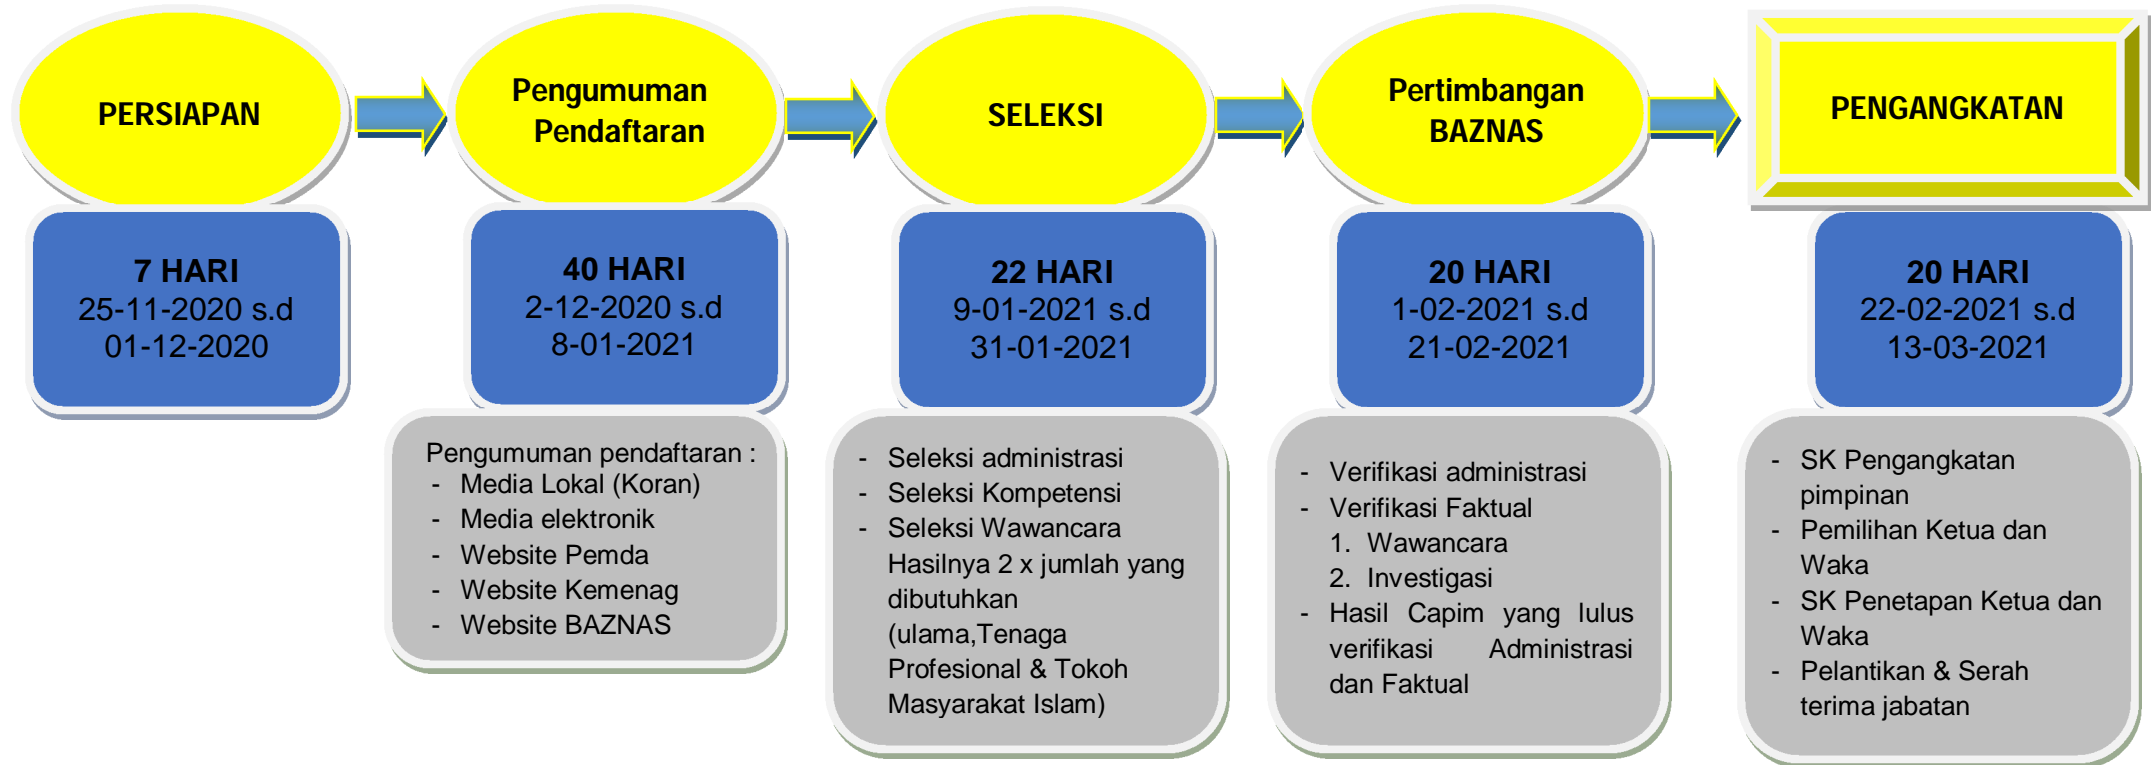 PERSIAPAN
Pengumuman
Pendaftaran
SELEKSI
Pertimbangan
BAZNAS
PENGANGKATAN
7 HARI
25-11-2020 s.d
01-12-2020
40 HARI
2-12-2020 s.d
8-01-2021
22 HARI
9-01-2021 s.d
31-01-2021
20 HARI
1-02-2021 s.d
21-02-2021
20 HARI
22-02-2021 s.d
13-03-2021
Pengumuman pendaftaran :
- Media Lokal (Koran)
- Media elektronik
- Website Pemda
- Website Kemenag
- Website BAZNAS
- Seleksi administrasi
- Seleksi Kompetensi
- Seleksi Wawancara
Hasilnya 2 x jumlah yang
dibutuhkan
(ulama,Tenaga
Profesional & Tokoh
Masyarakat Islam)
- Verifikasi administrasi
- Verifikasi Faktual
1. Wawancara
2. Investigasi
- Hasil Capim yang lulus
verifikasi Administrasi
dan Faktual
- SK Pengangkatan
pimpinan
- Pemilihan Ketua dan
Waka
- SK Penetapan Ketua dan
Waka
- Pelantikan & Serah
terima jabatan